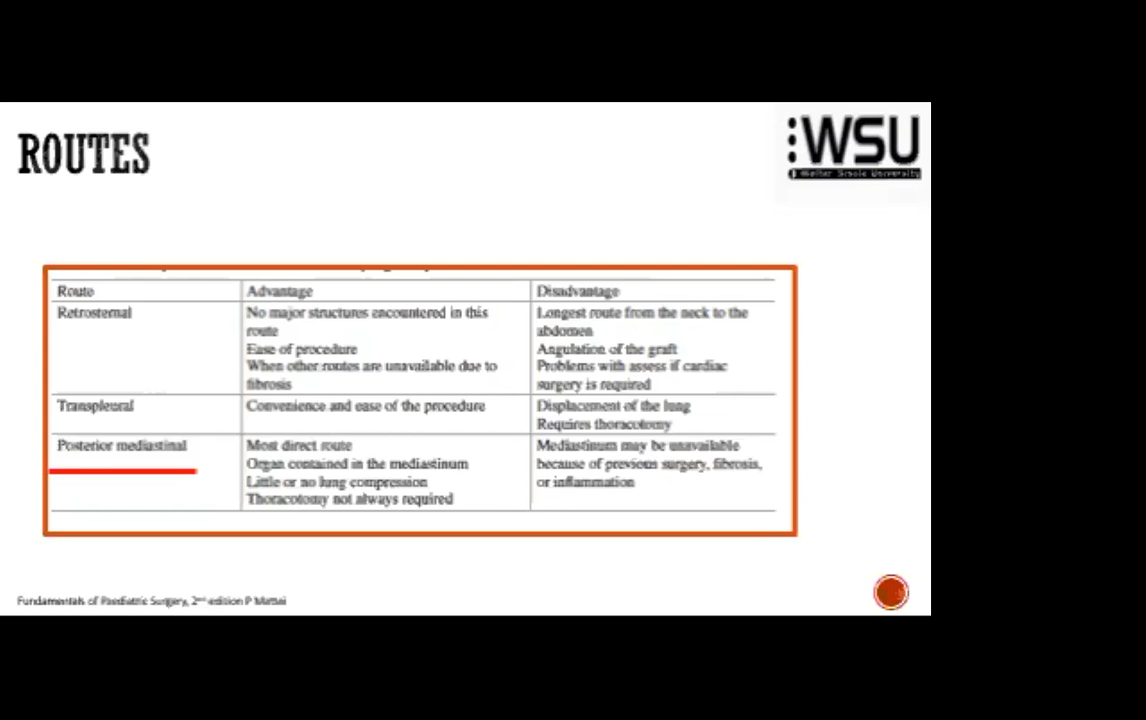 ROUTES
WSU
Walter Sisulu University
Route Advantage Disadvantage
Retrosternal No major structures encountered in this Longest route from the neck to the
route abdomen
Ease of procedure Angulation of the graft
When other routes are unavailable due to Problems with assess if cardiac
fibrosis surgery is required
Transpleural Convenience and ease of the procedure Displacement of the lung
Requires thoracotomy
Posterior mediastinal Most direct route Mediastinum may be unavailable
Organ contained in the mediastinum because of previous surgery, fibrosis,
Little or no lung compression or inflammation
Thoracotomy not always required
Fundamentals of Paediatric Surgery, 2nd edition P Mattei